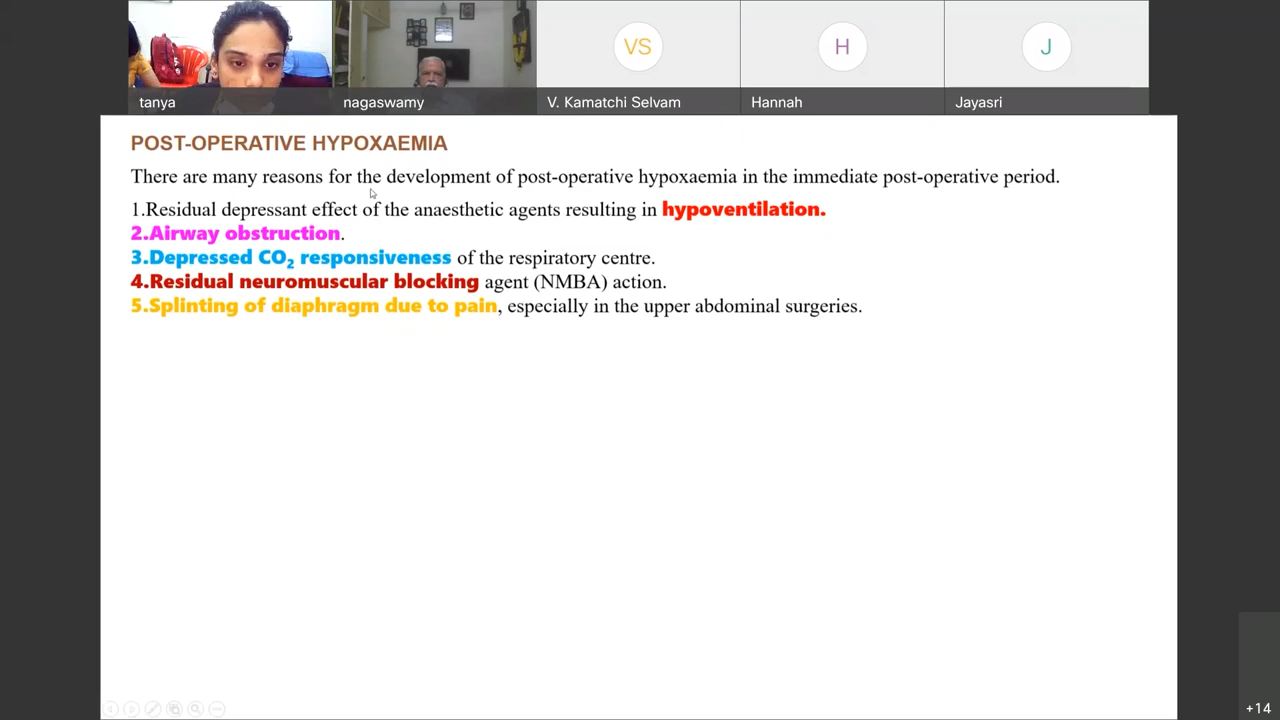 VS
H
J
tanya
nagaswamy
V. Kamatchi Selvam
Hannah
Jayasri
POST-OPERATIVE HYPOXAEMIA
There are many reasons for the development of post-operative hypoxaemia in the immediate post-operative period.
1.Residual depressant effect of the anaesthetic agents resulting in hypoventilation.
2.Airway obstruction.
3.Depressed CO₂ responsiveness of the respiratory centre.
4.Residual neuromuscular blocking agent (NMBA) action.
5.Splinting of diaphragm due to pain, especially in the upper abdominal surgeries.
+14